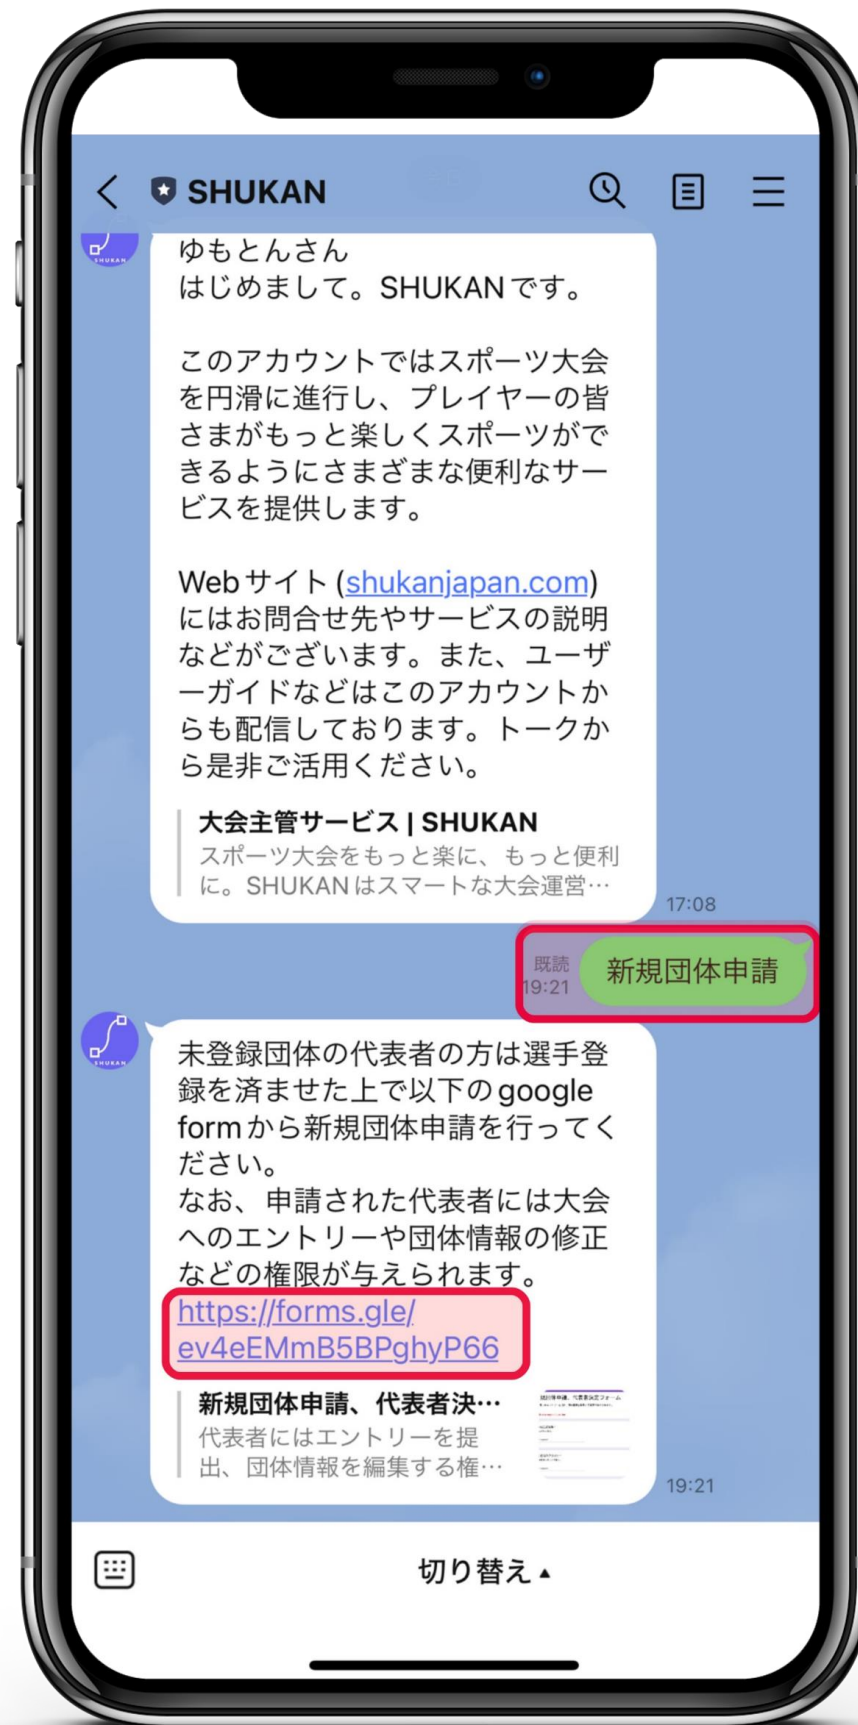 SHUKAN
SHUKAN
ゆもとんさん
はじめまして。SHUKANです。
このアカウントではスポーツ大会
を円滑に進行し、プレイヤーの皆
さまがもっと楽しくスポーツがで
きるようにさまざまな便利なサー
ビスを提供します。
Webサイト (shukanjapan.com)
にはお問合せ先やサービスの説明
などがございます。また、ユーザ
ーガイドなどはこのアカウントか
らも配信しております。トークか
ら是非ご活用ください。
大会主管サービス | SHUKAN
スポーツ大会をもっと楽に、もっと便利
に。SHUKANはスマートな大会運営…
17:08
既読
19:21
新規団体申請
SHUKAN
未登録団体の代表者の方は選手登
録を済ませた上で以下のgoogle
formから新規団体申請を行ってく
ださい。
なお、申請された代表者には大会
へのエントリーや団体情報の修正
などの権限が与えられます。
https://forms.gle/
ev4eEMmB5BPghyP66
新規団体申請、代表者決…
代表者にはエントリーを提
出、団体情報を編集する権…
19:21
切り替え▲